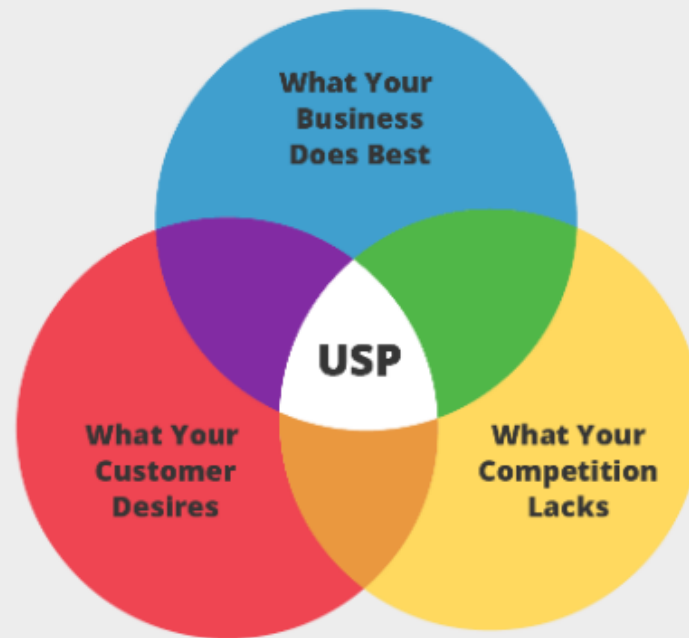 What Your
Business
Does Best
USP
What Your
Customer
Desires
What Your
Competition
Lacks